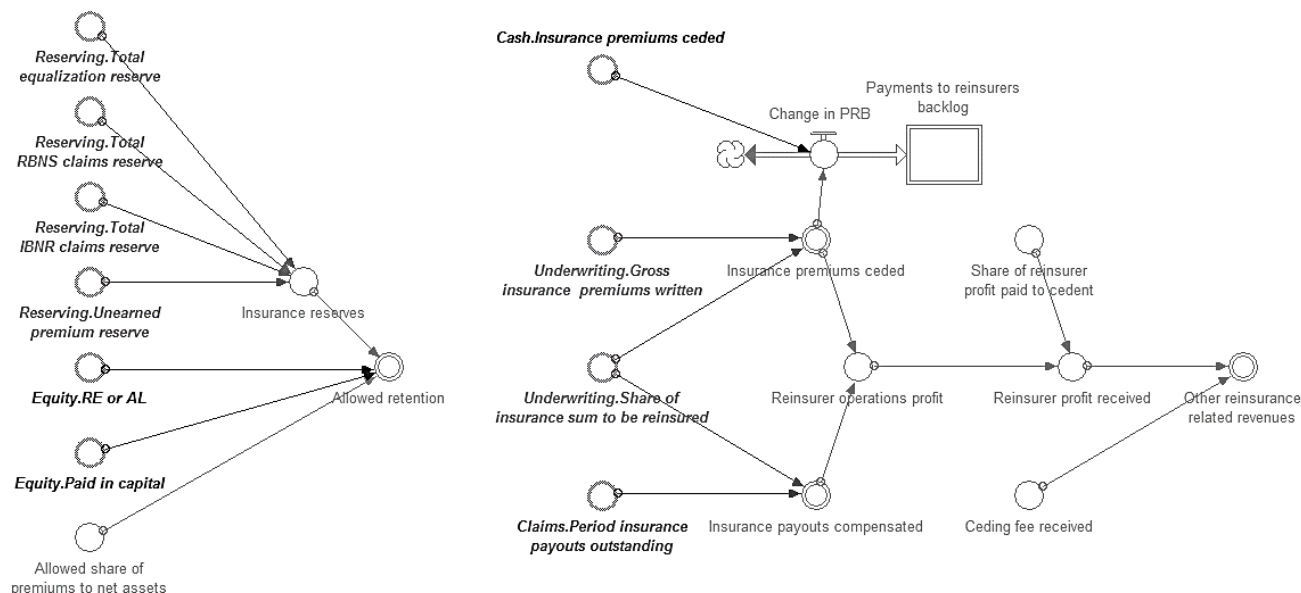 Reserving.Total
equalization reserve
Reserving.Total
RBNS claims reserve
Reserving.Total
IBNR claims reserve
Reserving.Unearned
premium reserve
Insurance reserves
Equity.RE or AL
Allowed retention
Equity.Paid in capital
Allowed share of
premiums to net assets
Cash.Insurance premiums ceded
Payments to reinsurers
backlog
Change in PRB
Underwriting.Gross
insurance premiums written
Insurance premiums ceded
Share of reinsurer
profit paid to cedent
Underwriting.Share of
insurance sum to be reinsured
Reinsurer operations profit
Reinsurer profit received
Other reinsurance
related revenues
Claims.Period insurance
payouts outstanding
Insurance payouts compensated
Ceding fee received